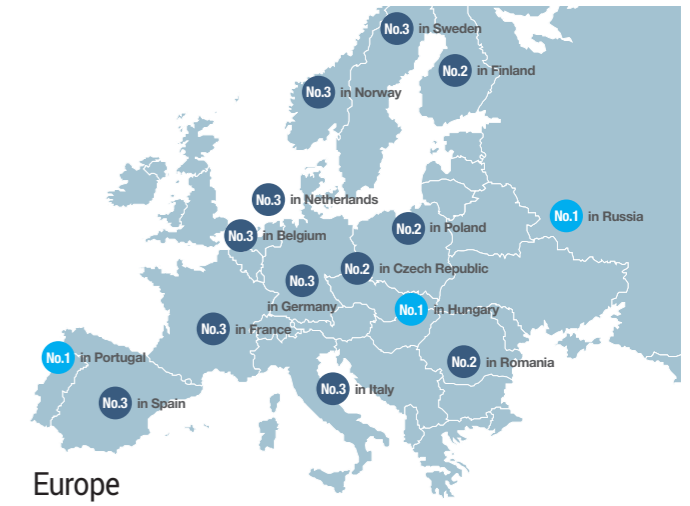 No.3 in Sweden
No.2 in Finland
No.3 in Norway
No.3 in Netherlands
No.1 in Russia
No.3 in Belgium
No.2 in Poland
No.2 in Czech Republic
No.3
in Germany
No.1 in Hungary
No.3 in France
No.1 in Portugal
No.2 in Romania
No.3 in Italy
No.3 in Spain
Europe